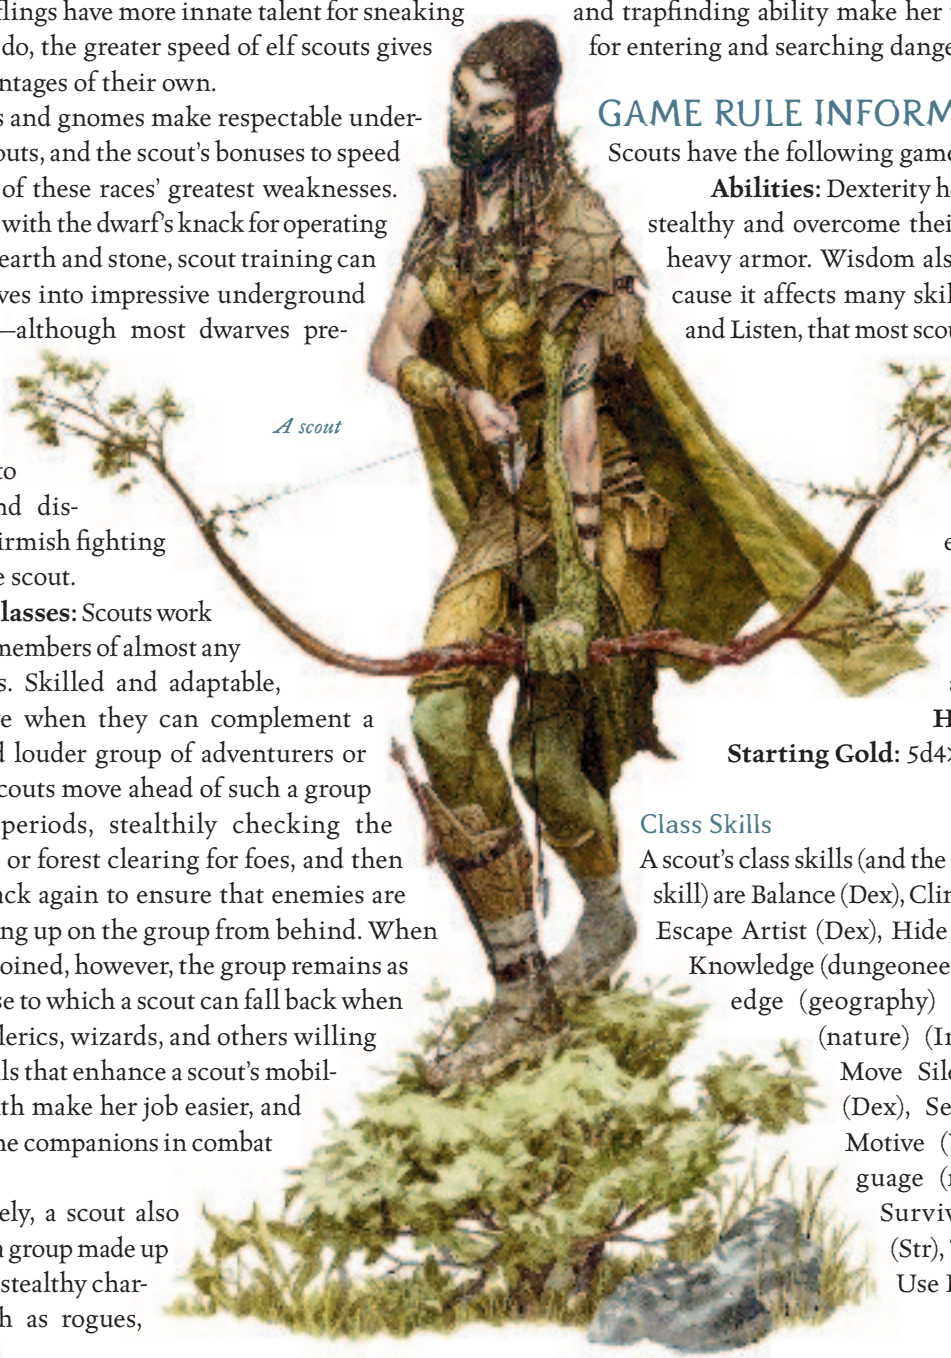 flings have more innate talent for sneaking
do, the greater speed of elf scouts gives
ntages of their own.
s and gnomes make respectable under-
outs, and the scout's bonuses to speed
of these races' greatest weaknesses.
with the dwarf's knack for operating
earth and stone, scout training can
ves into impressive underground
—although most dwarves pre-
A scout
to
nd dis-
irmish fighting
e scout.
lasses: Scouts work
members of almost any
s. Skilled and adaptable,
e when they can complement a
d louder group of adventurers or
couts move ahead of such a group
periods, stealthily checking the
or forest clearing for foes, and then
ack again to ensure that enemies are
ng up on the group from behind. When
oined, however, the group remains as
se to which a scout can fall back when
lerics, wizards, and others willing
ls that enhance a scout's mobil-
th make her job easier, and
ne companions in combat
ely, a scout also
a group made up
stealthy char-
h as rogues,
and trapfinding ability make her
for entering and searching dange
GAME RULE INFORM
Scouts have the following game
Abilities: Dexterity h
stealthy and overcome thei
heavy armor. Wisdom als
cause it affects many skil
and Listen, that most scou
e
H
Starting Gold: 5d4×
Class Skills
A scout's class skills (and the
skill) are Balance (Dex), Clim
Escape Artist (Dex), Hide
Knowledge (dungeonee
edge (geography)
(nature) (In
Move Sile
(Dex), Se
Motive (
guage (n
Surviv
(Str),
Use